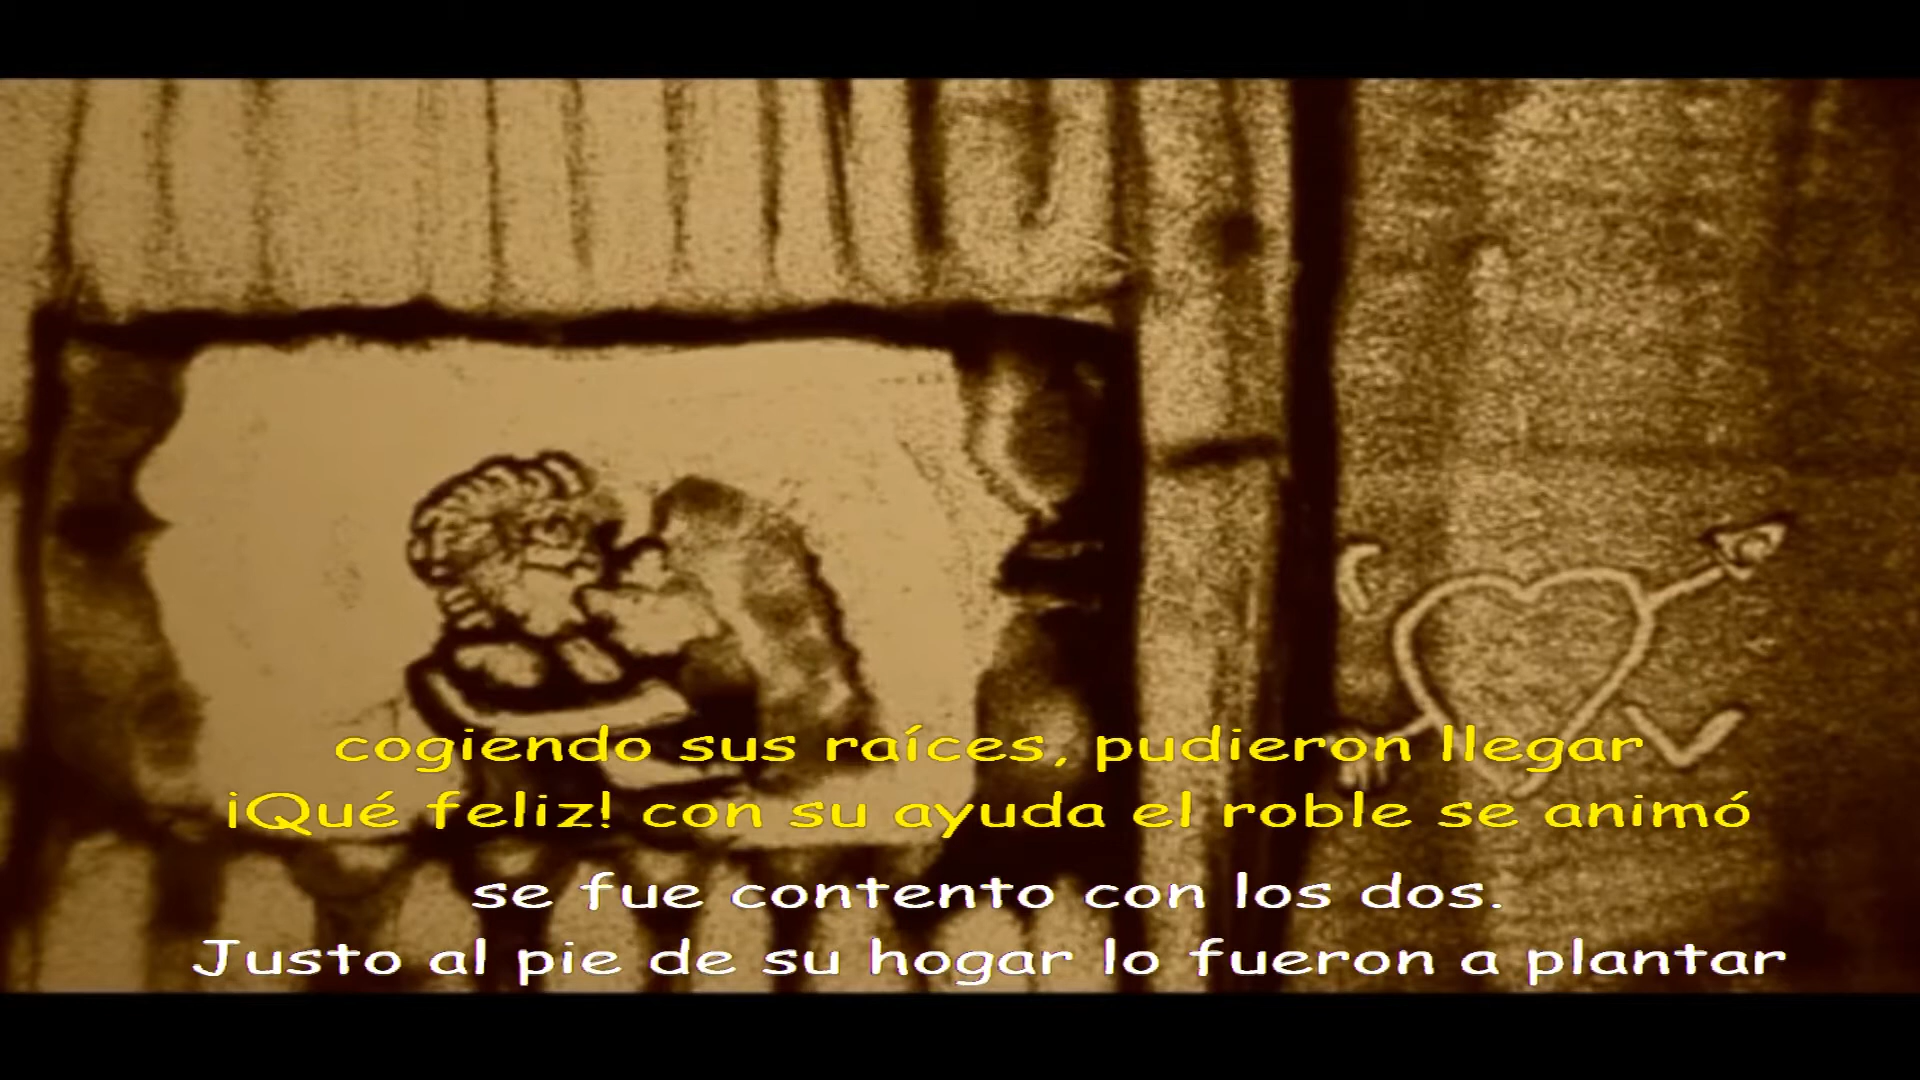 cogiendo sus raíces, pudieron llegar
¡Qué feliz! con su ayuda el roble se animó
se fue contento con los dos.
Justo al pie de su hogar lo fueron a plantar